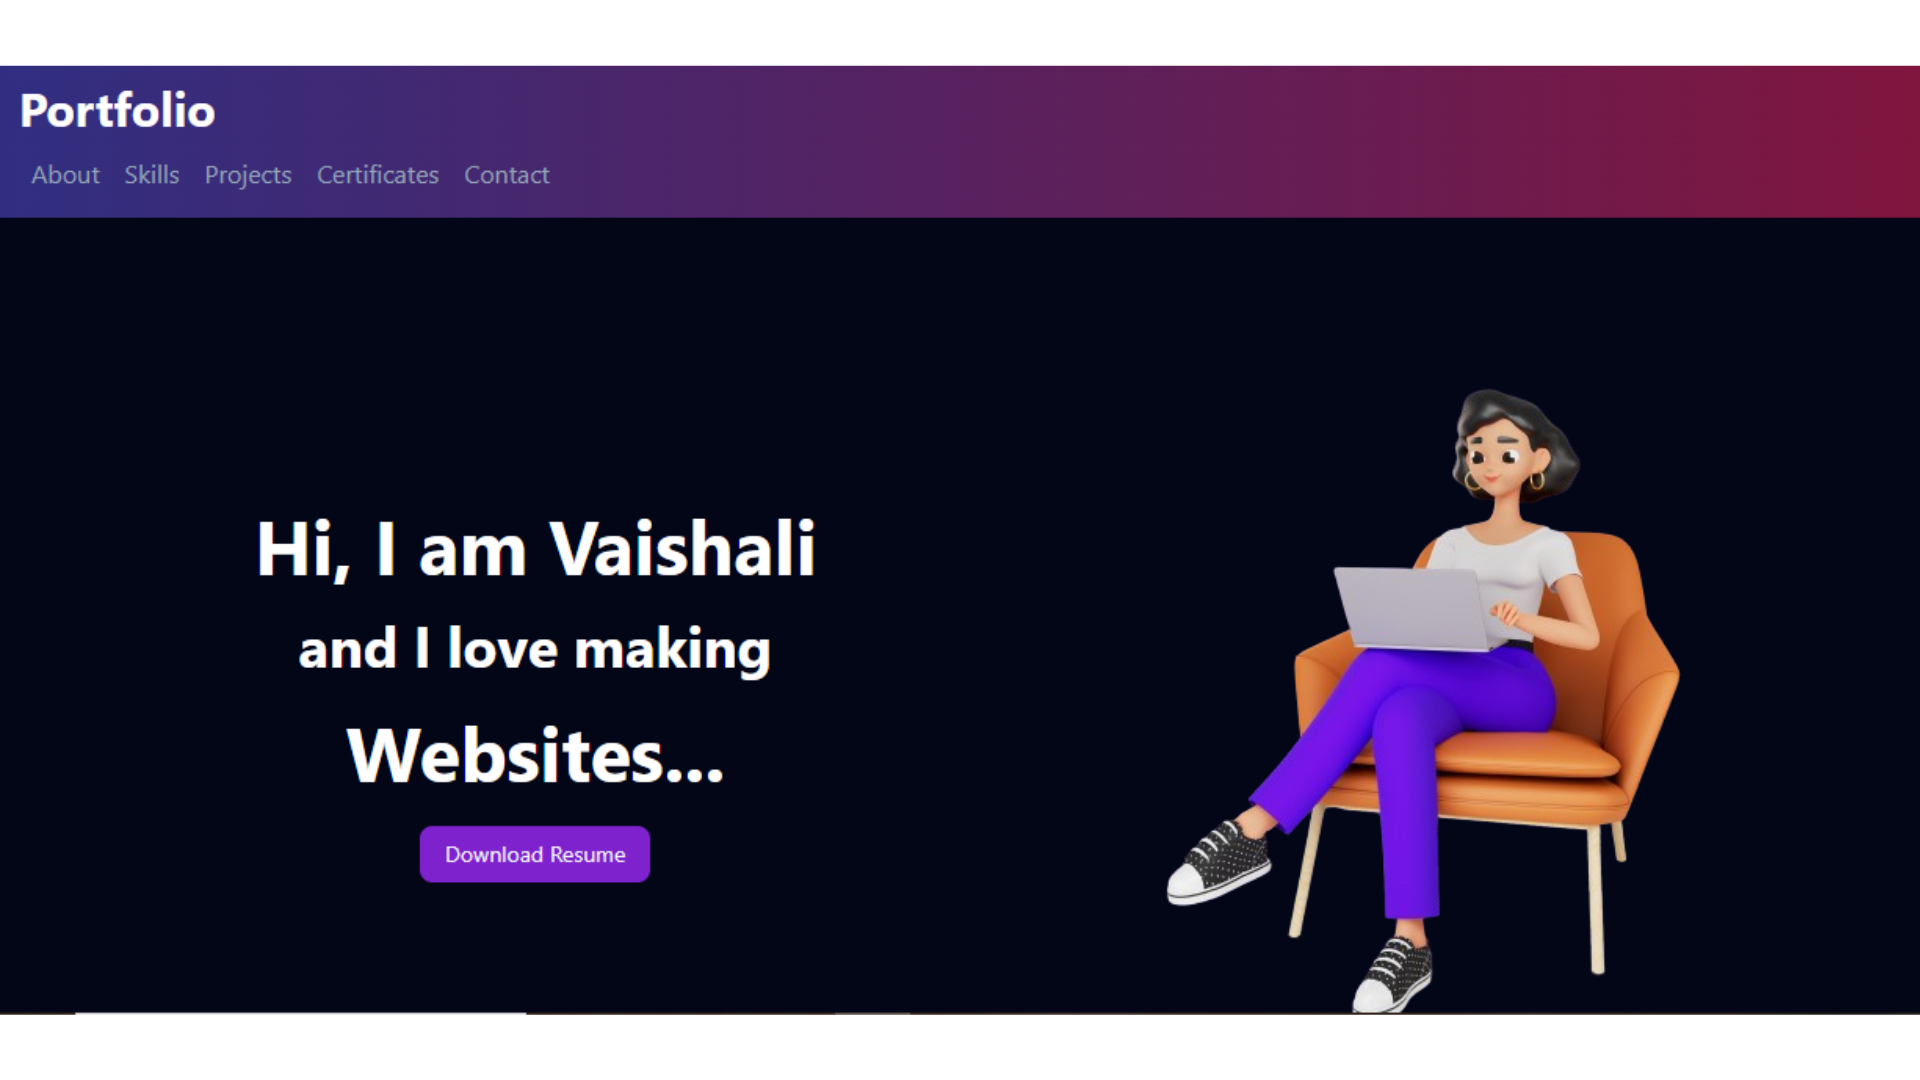 Portfolio
About Skills Projects Certificates Contact
Hi, I am Vaishali
and I love making
Websites...
Download Resume